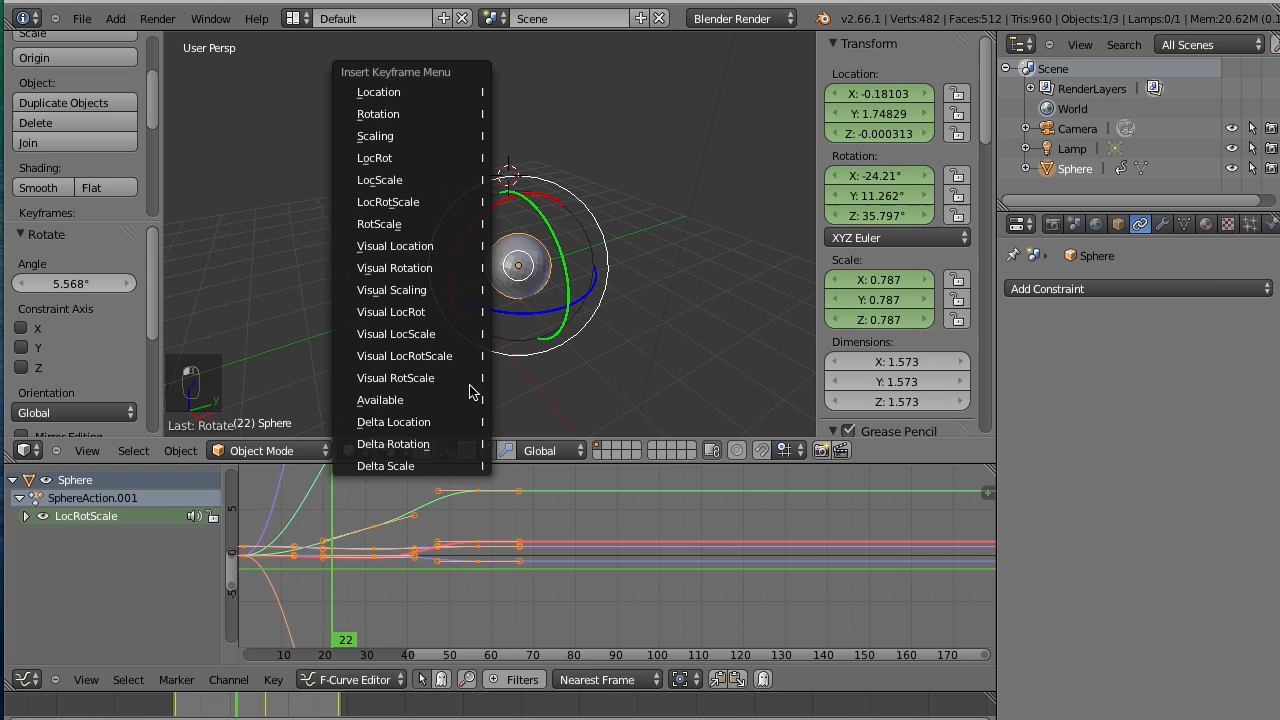 File Add Render Window Help Default Scene Blender Render v2.66.1 | Verts:482 | Faces:512 | Tris:960 | Objects:1/3 | Lamps:0/1 | Mem:20.62M (0.1
Scale
Origin
Object:
Duplicate Objects
Delete
Join
Shading:
Smooth Flat
Keyframes:
Rotate
Angle
5.568°
Constraint Axis
X
Y
Z
Orientation
Global
User Persp
Insert Keyframe Menu
Location I
Rotation I
Scaling I
LocRot I
LocScale I
LocRotScale I
RotScale I
Visual Location I
Visual Rotation I
Visual Scaling I
Visual LocRot I
Visual LocScale I
Visual LocRotScale I
Visual RotScale I
Available I
Delta Location I
Delta Rotation I
Delta Scale I
y
Last: Rotate
(22) Sphere
Transform
Location:
X: -0.18103
Y: 1.74829
Z: -0.000313
Rotation:
X: -24.21°
Y: 11.262°
Z: 35.797°
XYZ Euler
Scale:
X: 0.787
Y: 0.787
Z: 0.787
Dimensions:
X: 1.573
Y: 1.573
Z: 1.573
Grease Pencil
View Search All Scenes
Scene
RenderLayers
World
Camera
Lamp
Sphere
Sphere
Add Constraint
View Select Object Object Mode Global
Sphere
SphereAction.001
LocRotScale
5
0
-5
22
10 20 30 40 50 60 70 80 90 100 110 120 130 140 150 160 170
View Select Marker Channel Key F-Curve Editor Filters Nearest Frame